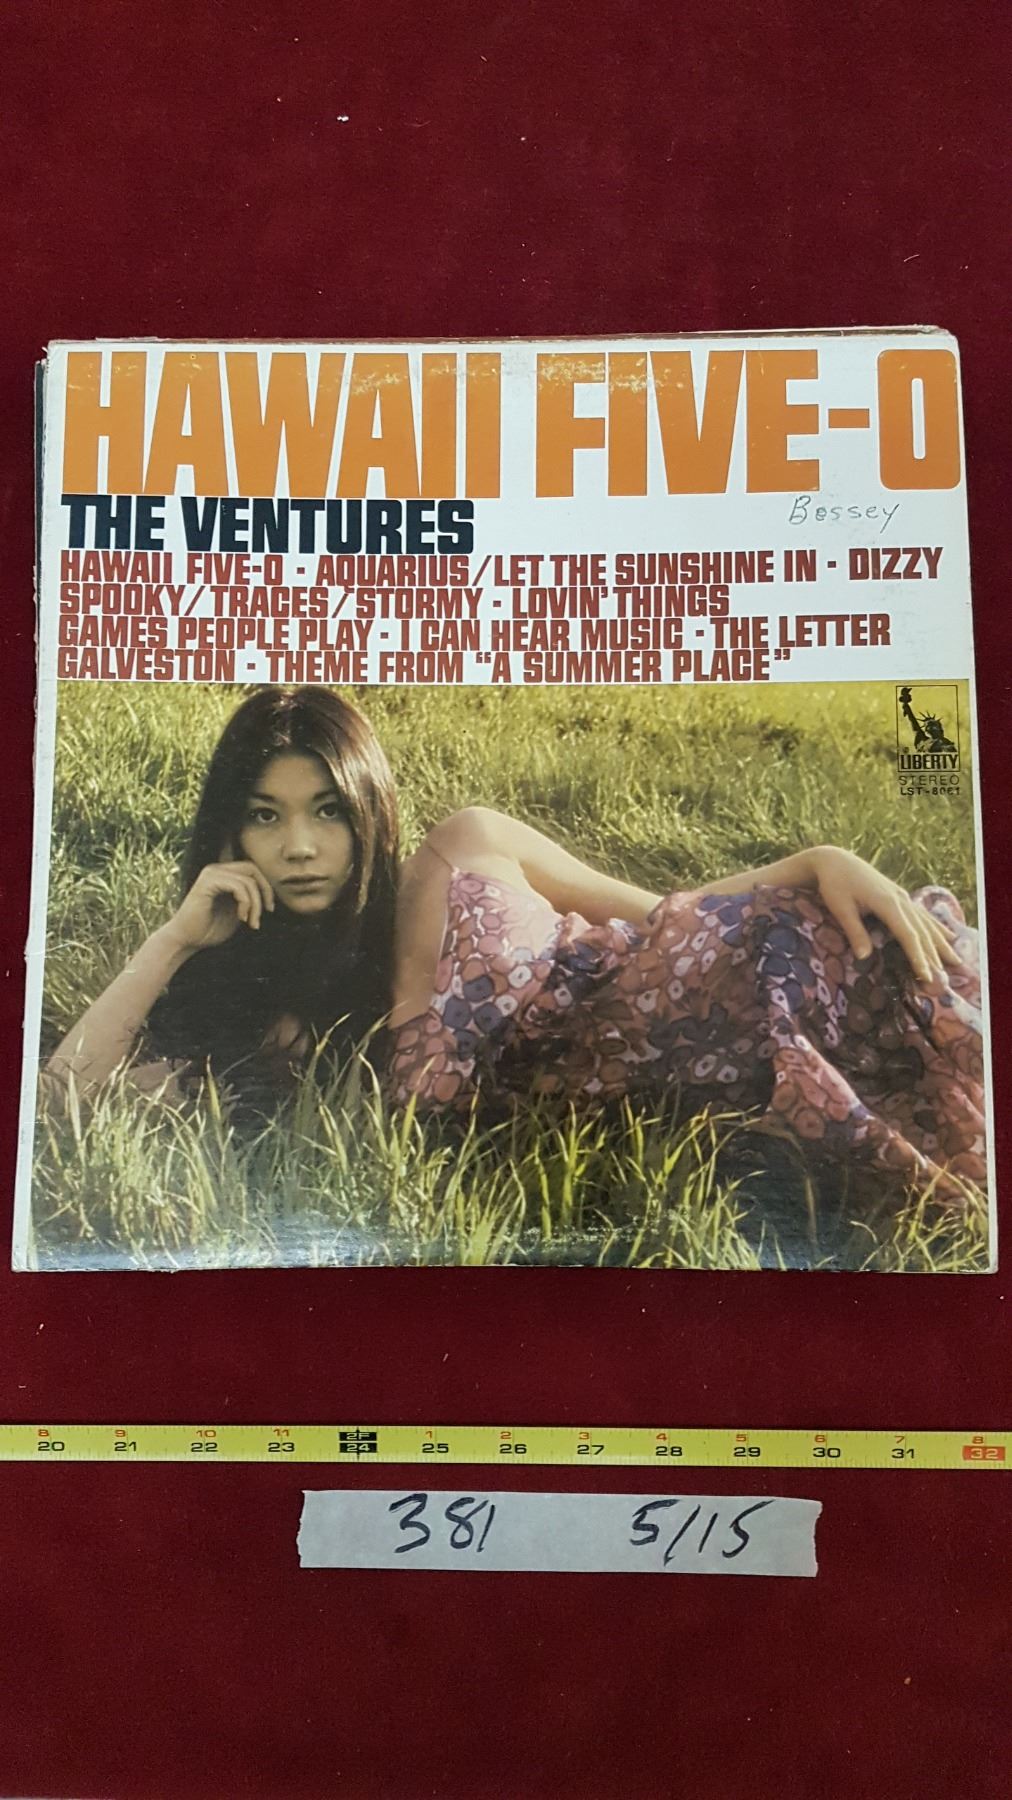 HAWAII FIVE-O
THE VENTURES
Bossey
HAWAII FIVE-O - AQUARIUS/LET THE SUNSHINE IN - DIZZY
SPOOKY/TRACES/STORMY - LOVIN' THINGS
GAMES PEOPLE PLAY - I CAN HEAR MUSIC - THE LETTER
GALVESTON - THEME FROM "A SUMMER PLACE"
LIBERTY
STEREO
LST-8061
8 9 10 11 2F 1 2 3 4 5 6 7 8
20 21 22 23 24 25 26 27 28 29 30 31 32
381 5/15